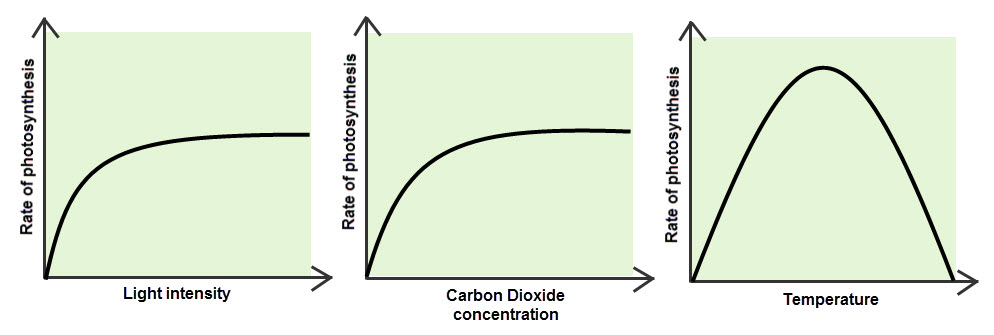 Rate of photosynthesis
Light intensity
Rate of photosynthesis
Carbon Dioxide
concentration
Rate of photosynthesis
Temperature